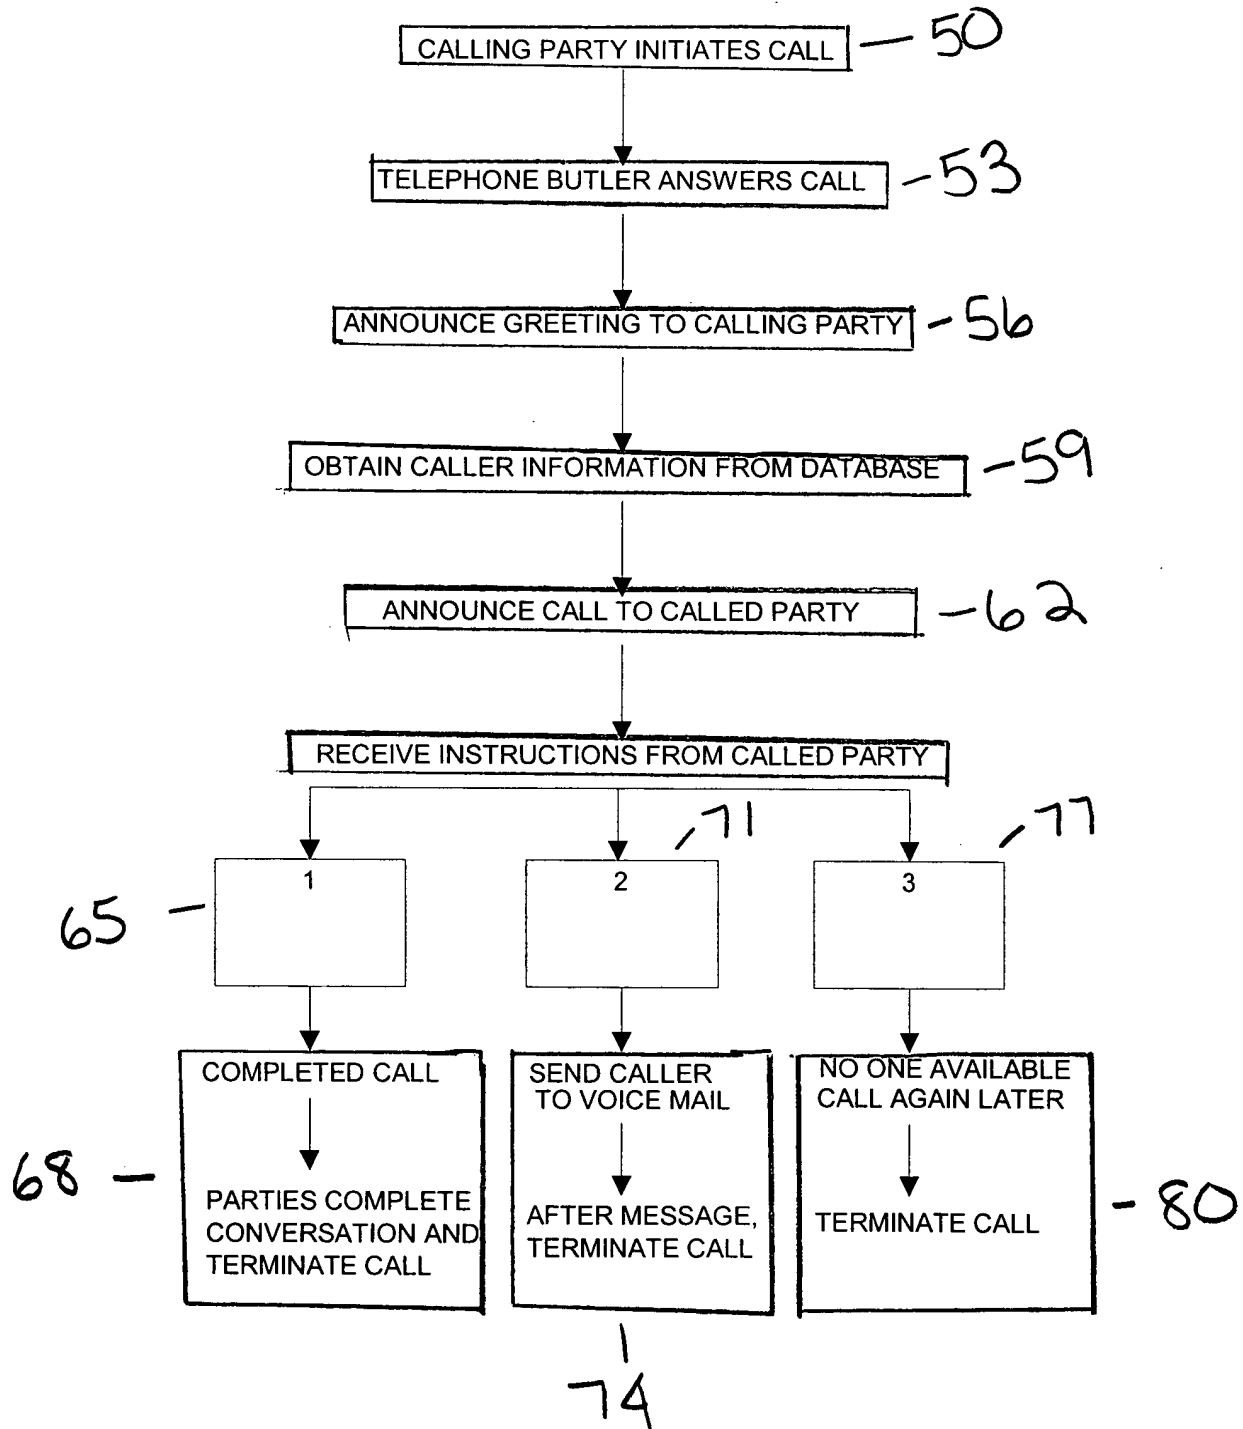 CALLING PARTY INITIATES CALL — 50
TELEPHONE BUTLER ANSWERS CALL — 53
ANNOUNCE GREETING TO CALLING PARTY - 56
OBTAIN CALLER INFORMATION FROM DATABASE — 59
ANNOUNCE CALL TO CALLED PARTY — 62
RECEIVE INSTRUCTIONS FROM CALLED PARTY
71
77
1
2
3
65
COMPLETED CALL
SEND CALLER
TO VOICE MAIL
NO ONE AVAILABLE
CALL AGAIN LATER
68
PARTIES COMPLETE
CONVERSATION AND
TERMINATE CALL
AFTER MESSAGE,
TERMINATE CALL
TERMINATE CALL
80
74